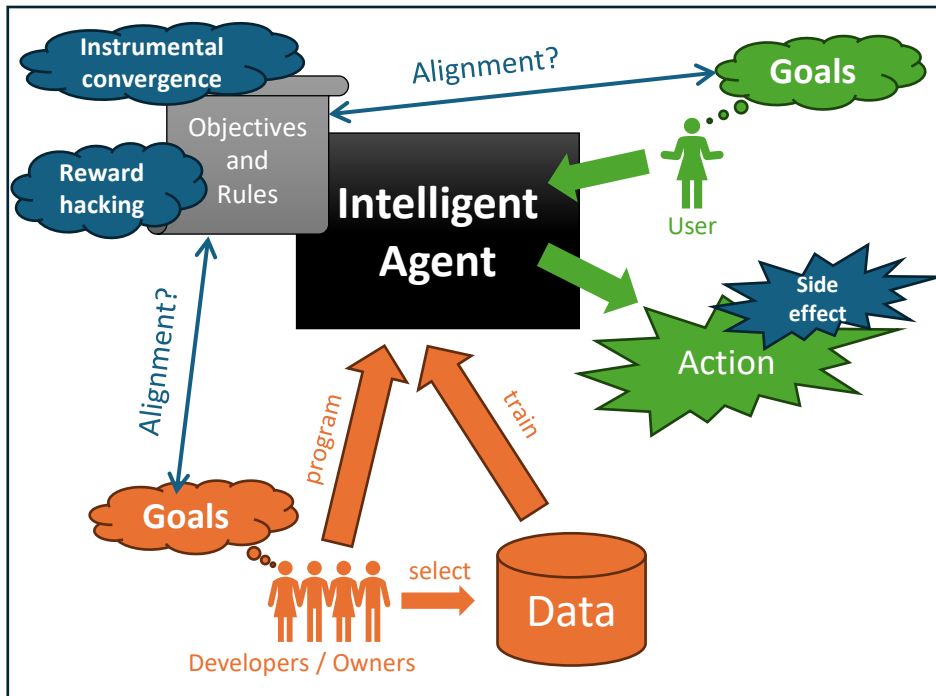 Instrumental
convergence
Alignment?
Goals
Objectives
and
Rules
Reward
hacking
Intelligent
Agent
User
Side
effect
Action
Alignment?
program
train
Goals
select
Data
Developers / Owners